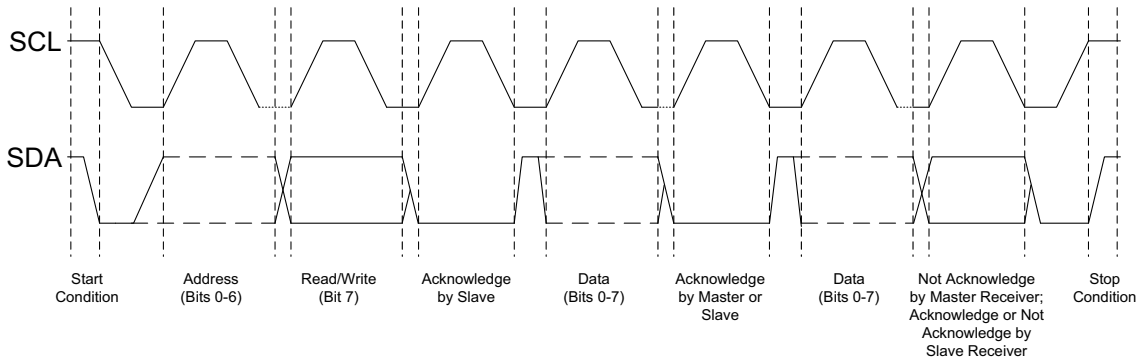 SCL
SDA
Start
Condition
Address
(Bits 0-6)
Read/Write
(Bit 7)
Acknowledge
by Slave
Data
(Bits 0-7)
Acknowledge
by Master or
Slave
Data
(Bits 0-7)
Not Acknowledge
by Master Receiver;
Acknowledge or Not
Acknowledge by
Slave Receiver
Stop
Condition